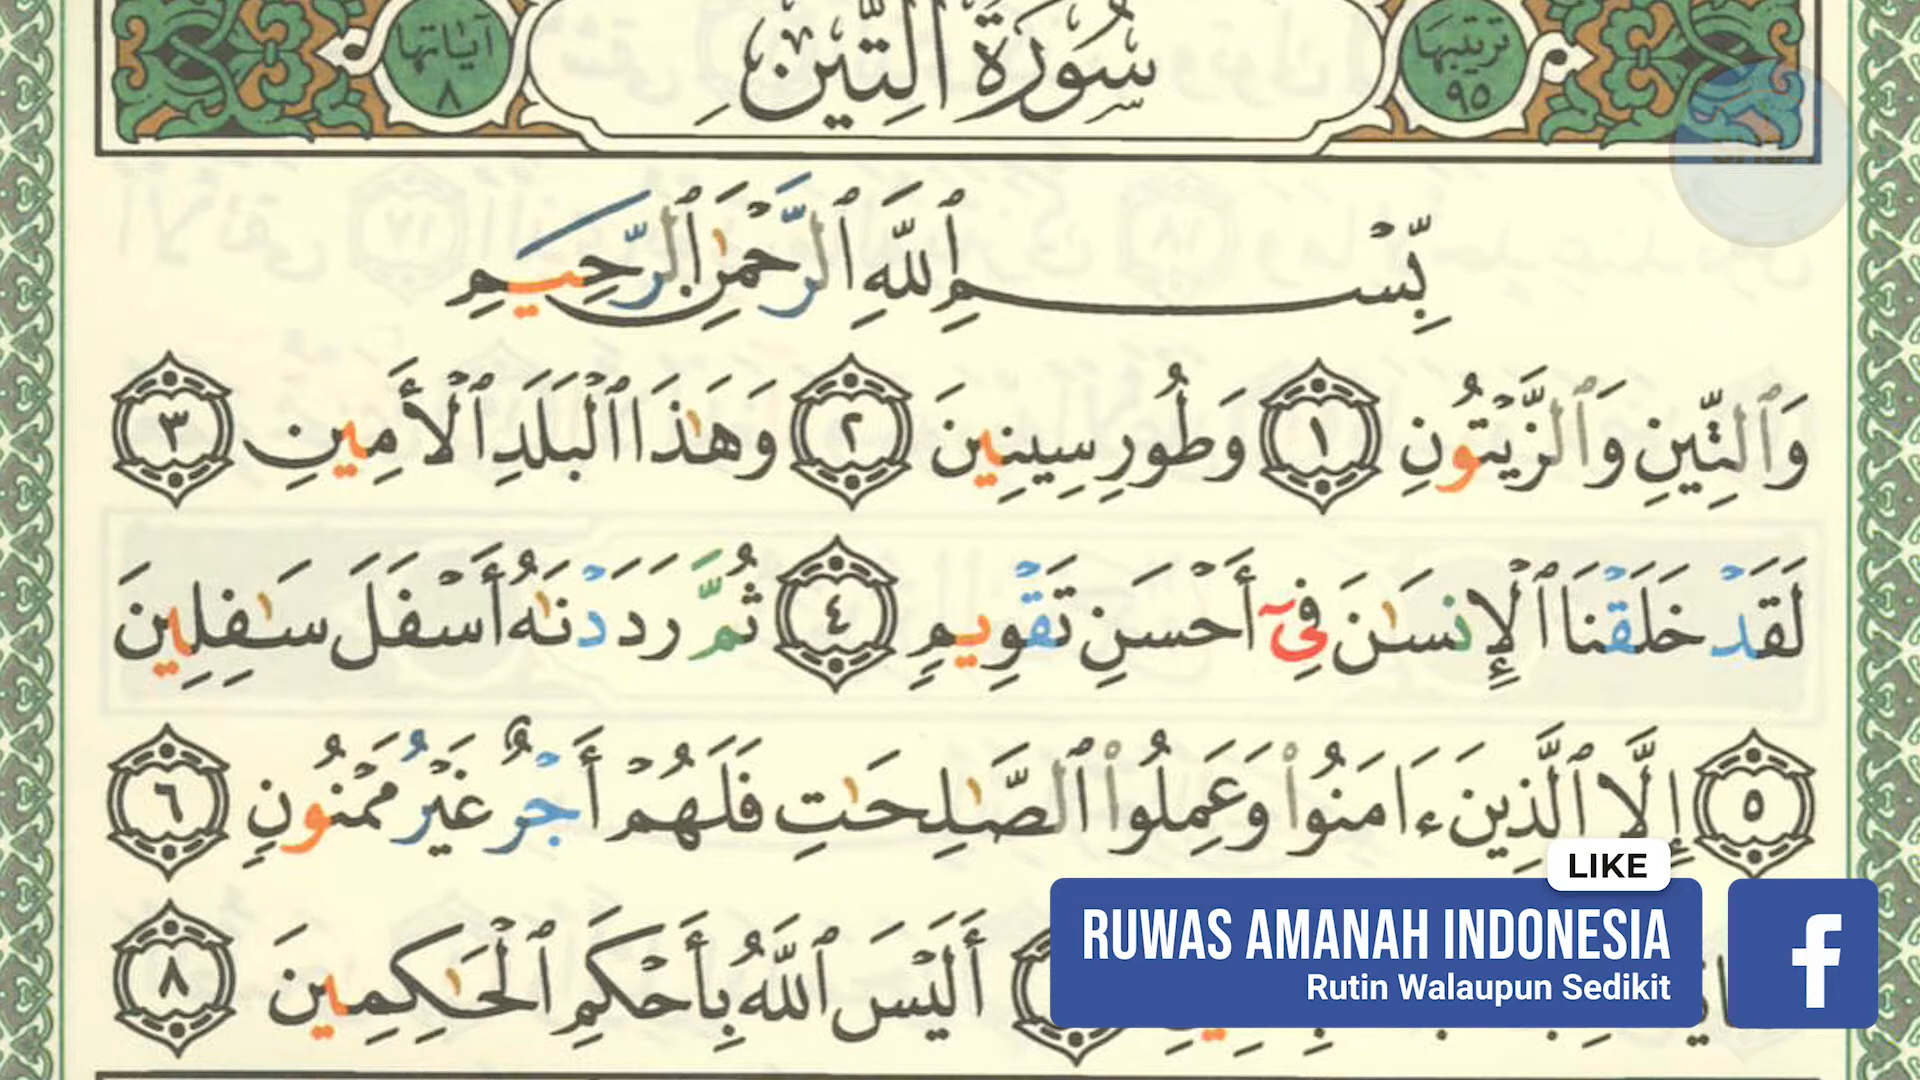 ترتيبها
٩٥
سُورَةُ التِّينِ
آيَاتُهَا
٨
بِّسْمِ ٱللَّهِ ٱلرَّحْمَٰنِ ٱلرَّحِيمِ
وَٱلتِّينِ وَٱلزَّيْتُونِ ١ وَطُورِ سِينِينَ ٢ وَهَٰذَا ٱلْبَلَدِ ٱلْأَمِينِ ٣
لَقَدْ خَلَقْنَا ٱلْإِنسَٰنَ فِىٓ أَحْسَنِ تَقْوِيمٍ ٤ ثُمَّ رَدَدْنَٰهُ أَسْفَلَ سَٰفِلِينَ
٥ إِلَّا ٱلَّذِينَ ءَامَنُوا۟ وَعَمِلُوا۟ ٱلصَّٰلِحَٰتِ فَلَهُمْ أَجْرٌ غَيْرُ مَمْنُونٍ ٦
أَلَيْسَ ٱللَّهُ بِأَحْكَمِ ٱلْحَٰكِمِينَ ٨
LIKE
RUWAS AMANAH INDONESIA
Rutin Walaupun Sedikit
f